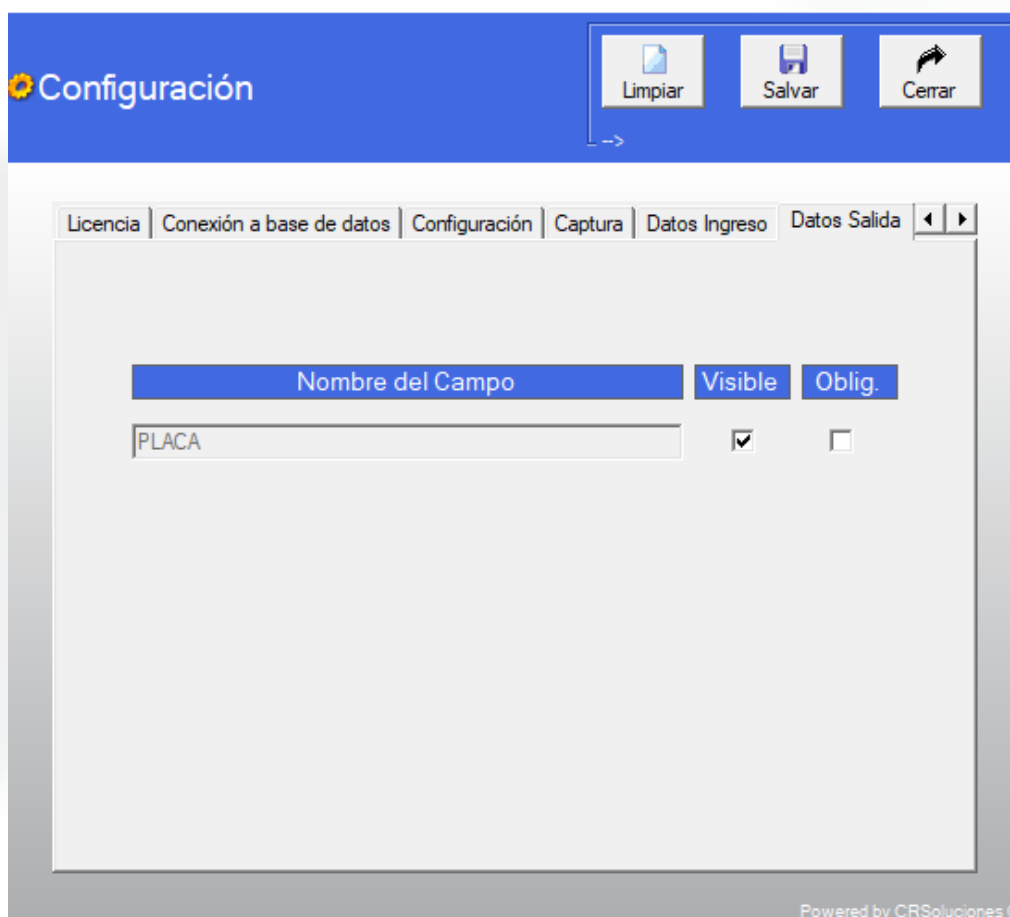 Configuración
Limpiar Salvar Cerrar
-->
Licencia Conexión a base de datos Configuración Captura Datos Ingreso Datos Salida
Nombre del Campo Visible Oblig.
PLACA
Powered by CRSoluciones